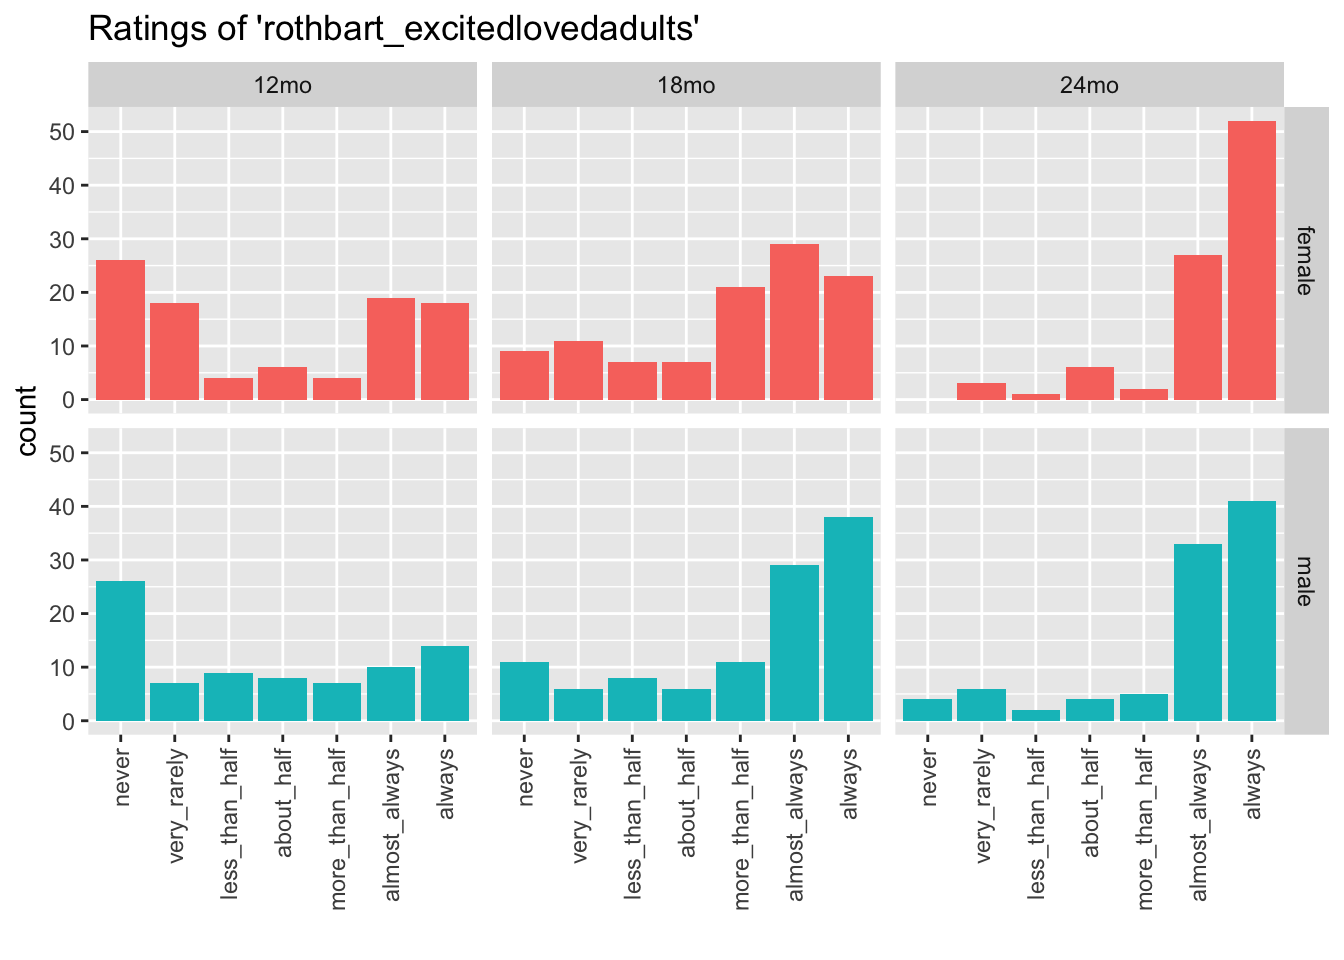 Ratings of 'rothbart_excitedlovedadults'
12mo
18mo
24mo
50
40
30
20
10
0
female
count
50
40
30
20
10
0
male
never
very_rarely
less_than_half
about_half
more_than_half
almost_always
always
never
very_rarely
less_than_half
about_half
more_than_half
almost_always
always
never
very_rarely
less_than_half
about_half
more_than_half
almost_always
always